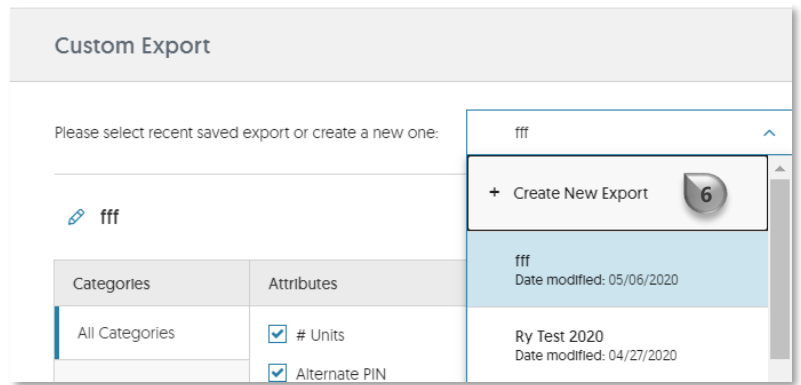 Custom Export
Please select recent saved export or create a new one:
fff
+ Create New Export
6
fff
fff
Date modified: 05/06/2020
Categories
Attributes
All Categories
# Units
Ry Test 2020
Date modified: 04/27/2020
Alternate PIN